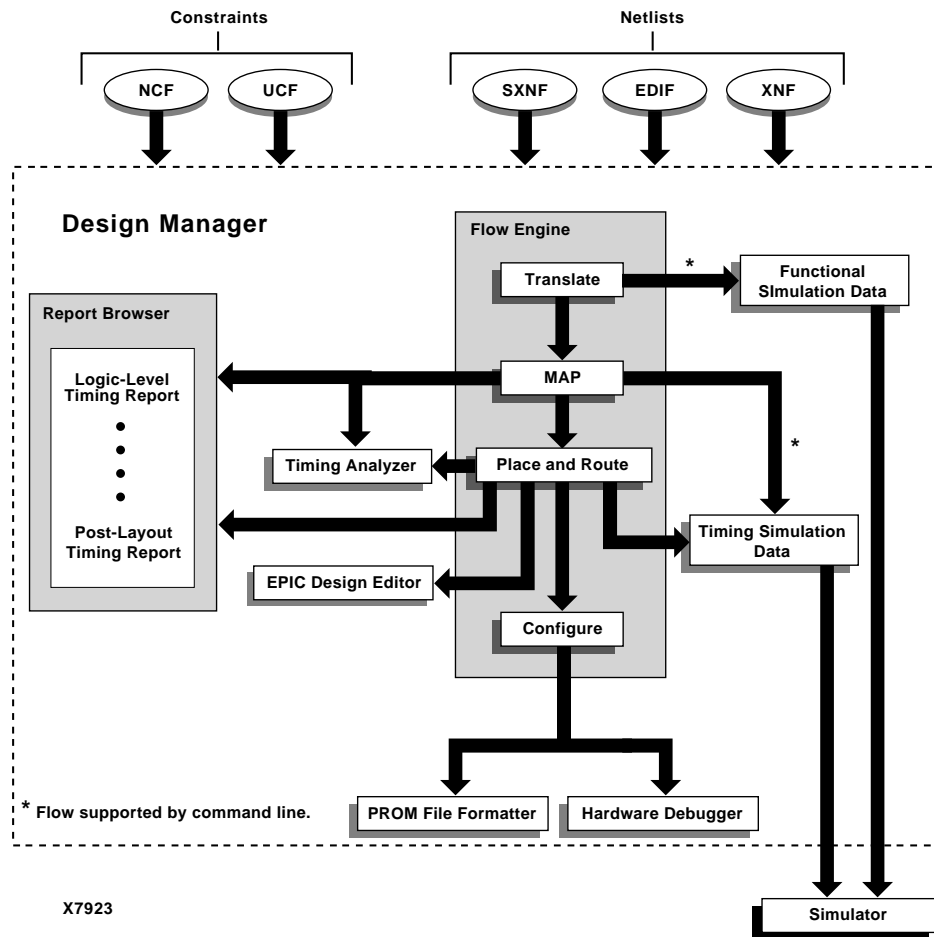 Constraints
Netlists
NCF
UCF
SXNF
EDIF
XNF
Design Manager
Flow Engine
Translate
*
Functional
SImulation Data
Report Browser
Logic-Level
Timing Report
MAP
*
Timing Analyzer
Place and Route
Post-Layout
Timing Report
Timing Simulation
Data
EPIC Design Editor
Configure
* Flow supported by command line.
PROM File Formatter
Hardware Debugger
X7923
Simulator